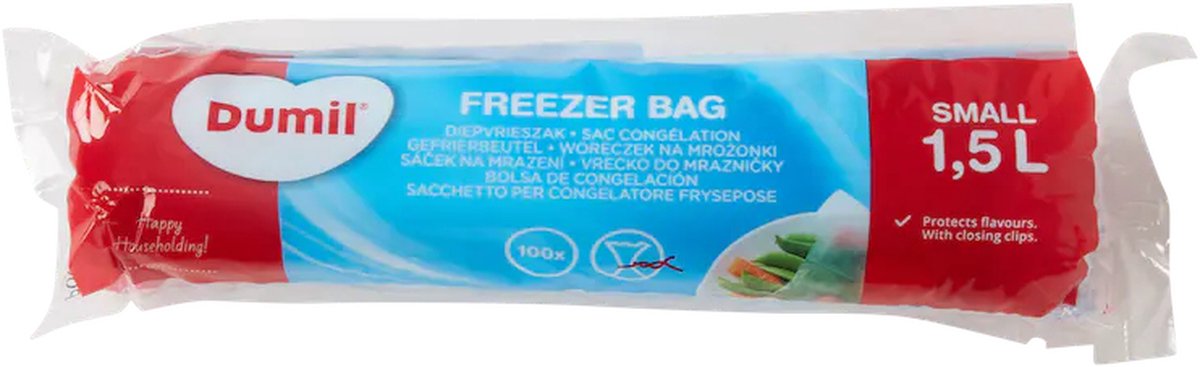 Dumil®
Happy
Householding!
FREEZER BAG
DIEPVRIESZAK • SAC CONGÉLATION
GEFRIERBEUTEL • WORECZEK NA MROŻONKI
SÁČEK NA MRAZENÍ • VRECKO DO MRAZNIČKY
BOLSA DE CONGELACIÓN
SACCHETTO PER CONGELATORE FRYSEPOSE
100x
SMALL
1,5 L
Protects flavours.
With closing clips.